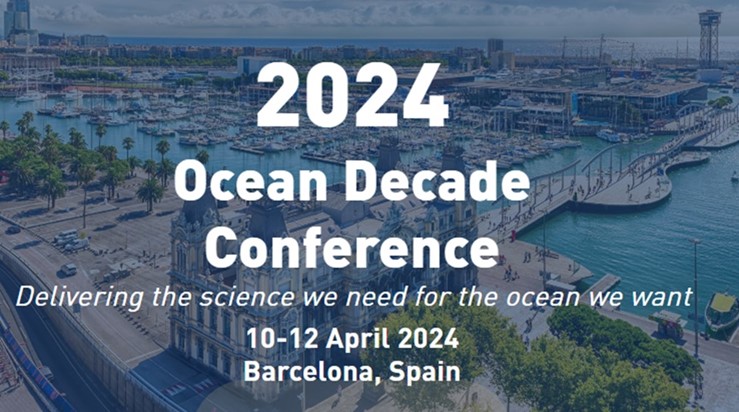 2024
Ocean Decade
Conference
Delivering the science we need for the ocean we want
10-12 April 2024
Barcelona, Spain